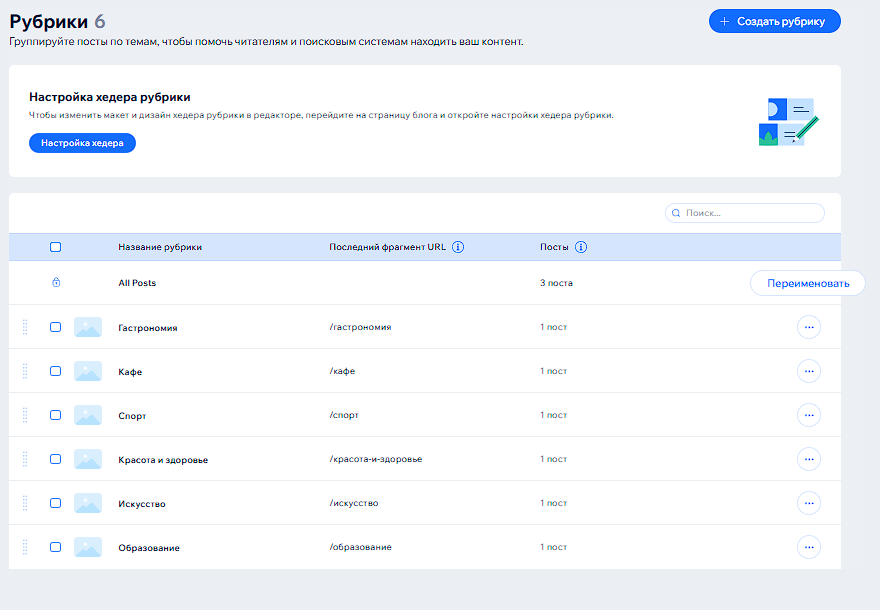 Рубрики 6
+ Создать рубрику
Группируйте посты по темам, чтобы помочь читателям и поисковым системам находить ваш контент.
Настройка хедера рубрики
Чтобы изменить макет и дизайн хедера рубрики в редакторе, перейдите на страницу блога и откройте настройки хедера рубрики.
Настройка хедера
Поиск...
Название рубрики Последний фрагмент URL Посты
All Posts 3 поста Переименовать
Гастрономия /гастрономия 1 пост
Кафе /кафе 1 пост
Спорт /спорт 1 пост
Красота и здоровье /красота-и-здоровье 1 пост
Искусство /искусство 1 пост
Образование /образование 1 пост